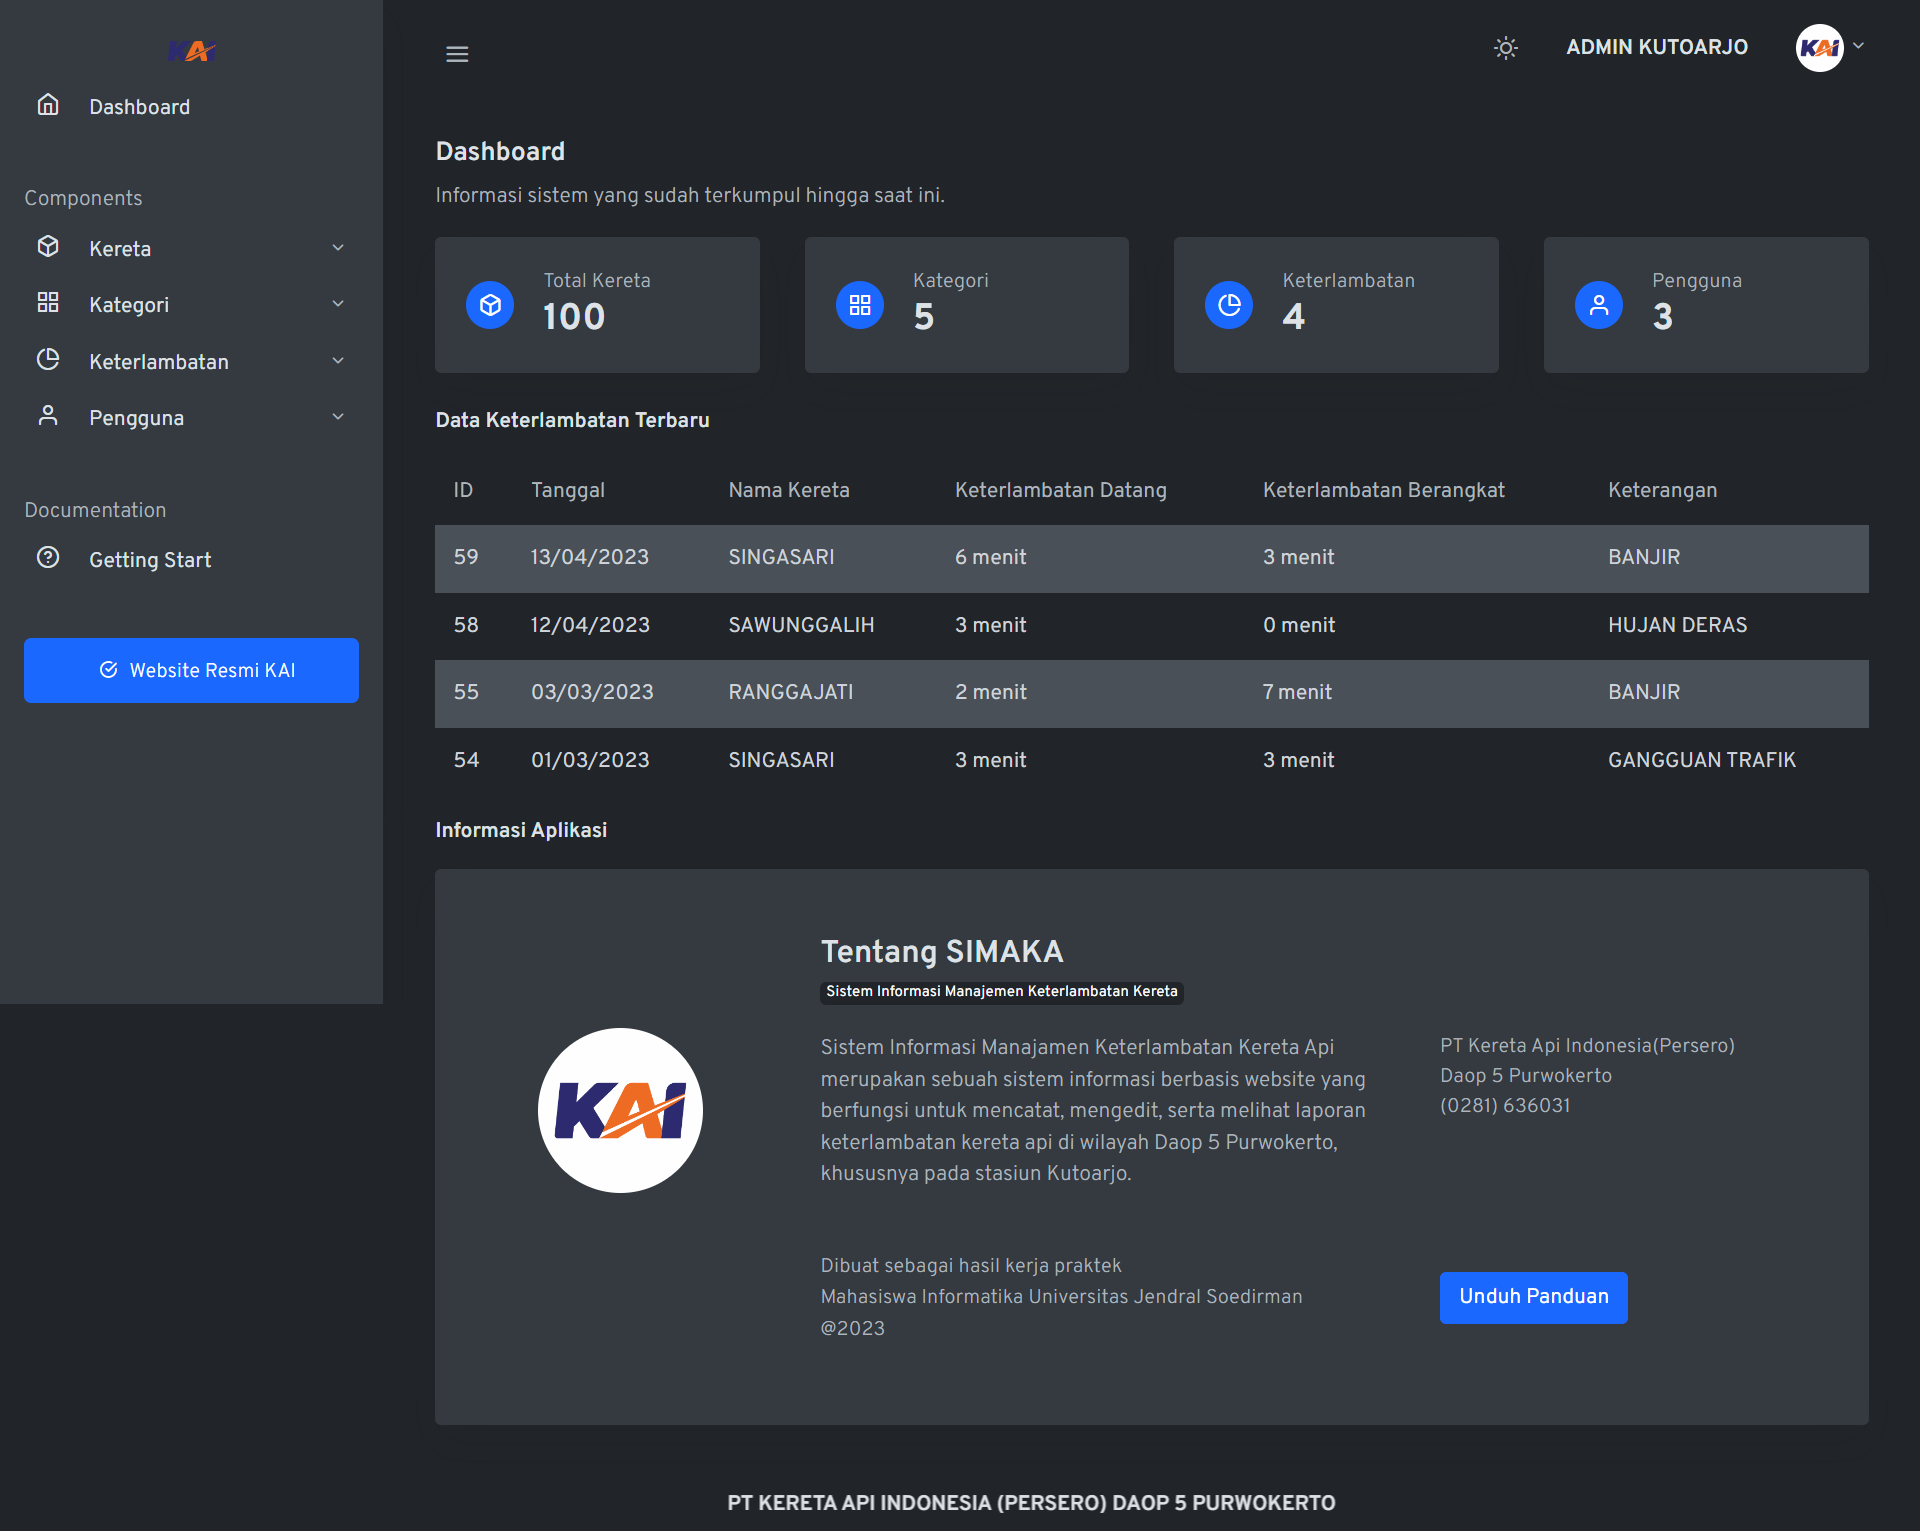 KAI
Dashboard
Components
Kereta
Kategori
Keterlambatan
Pengguna
Documentation
Getting Start
Website Resmi KAI
ADMIN KUTOARJO
KAI
Dashboard
Informasi sistem yang sudah terkumpul hingga saat ini.
Total Kereta
100
Kategori
5
Keterlambatan
4
Pengguna
3
Data Keterlambatan Terbaru
ID Tanggal Nama Kereta Keterlambatan Datang Keterlambatan Berangkat Keterangan
59 13/04/2023 SINGASARI 6 menit 3 menit BANJIR
58 12/04/2023 SAWUNGGALIH 3 menit 0 menit HUJAN DERAS
55 03/03/2023 RANGGAJATI 2 menit 7 menit BANJIR
54 01/03/2023 SINGASARI 3 menit 3 menit GANGGUAN TRAFIK
Informasi Aplikasi
KAI
Tentang SIMAKA
Sistem Informasi Manajemen Keterlambatan Kereta
Sistem Informasi Manajamen Keterlambatan Kereta Api
merupakan sebuah sistem informasi berbasis website yang
berfungsi untuk mencatat, mengedit, serta melihat laporan
keterlambatan kereta api di wilayah Daop 5 Purwokerto,
khususnya pada stasiun Kutoarjo.
PT Kereta Api Indonesia(Persero)
Daop 5 Purwokerto
(0281) 636031
Dibuat sebagai hasil kerja praktek
Mahasiswa Informatika Universitas Jendral Soedirman
@2023
Unduh Panduan
PT KERETA API INDONESIA (PERSERO) DAOP 5 PURWOKERTO